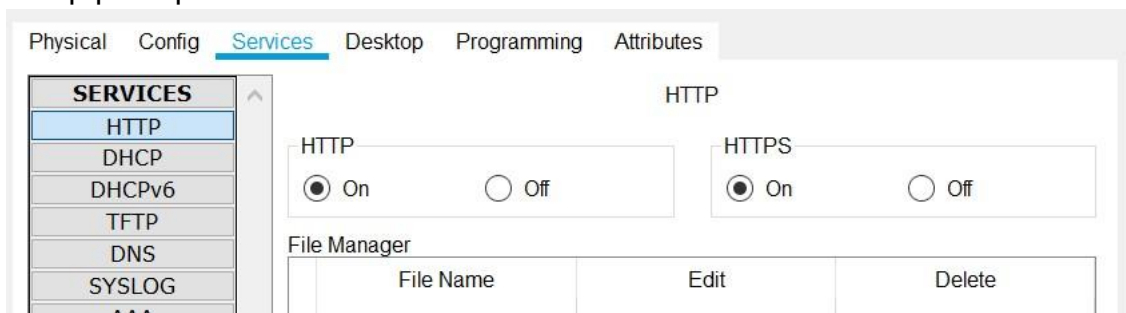 Physical Config Services Desktop Programming Attributes
SERVICES
HTTP
DHCP
DHCPv6
TFTP
DNS
SYSLOG
HTTP
HTTP
On Off
HTTPS
On Off
File Manager
File Name Edit Delete